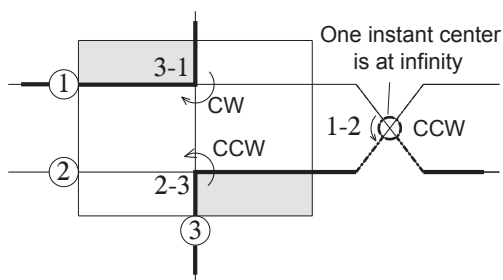 One instant center
is at infinity
1
3-1
CW
1-2
CCW
CCW
2
2-3
3